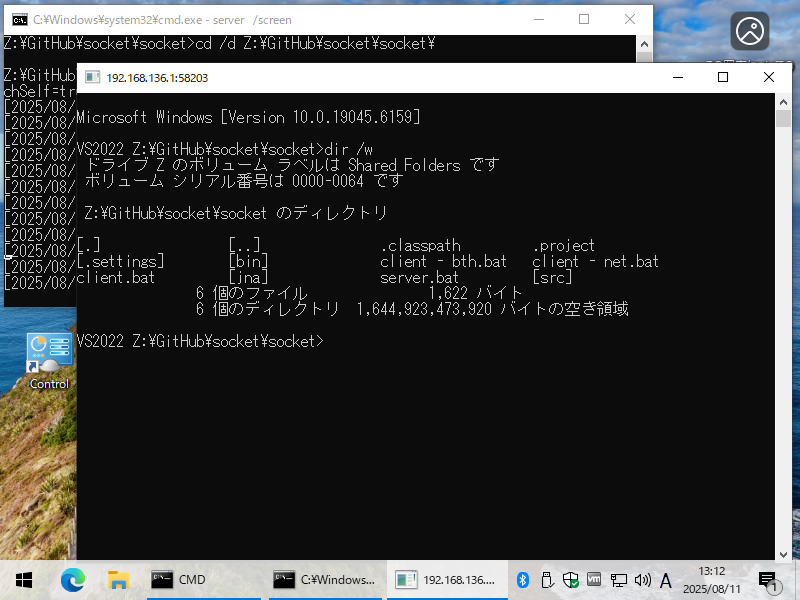 C:¥Windows¥system32¥cmd.exe - server /screen
Z:¥GitHub¥socket¥socket>cd /d Z:¥GitHub¥socket¥socket¥
Z:¥GitHub
chSelf=tr
[2025/08/
[2025/08/
[2025/08/
[2025/08/
[2025/08/
[2025/08/
[2025/08/
[2025/08/
[2025/08/
[2025/08/
[2025/08/
[2025/08/
192.168.136.1:58203
Microsoft Windows [Version 10.0.19045.6159]
VS2022 Z:¥GitHub¥socket¥socket>dir /w
ドライブ Z のボリューム ラベルは Shared Folders です
ボリューム シリアル番号は 0000-0064 です
Z:¥GitHub¥socket¥socket のディレクトリ
[.] [..] .classpath .project
[.settings] [bin] client - bth.bat client - net.bat
client.bat [jna] server.bat [src]
6 個のファイル 1,622 バイト
6 個のディレクトリ 1,644,923,473,920 バイトの空き領域
VS2022 Z:¥GitHub¥socket¥socket>
Control
CMD
C:¥Windows...
192.168.136....
vm
A
13:12
2025/08/11
1